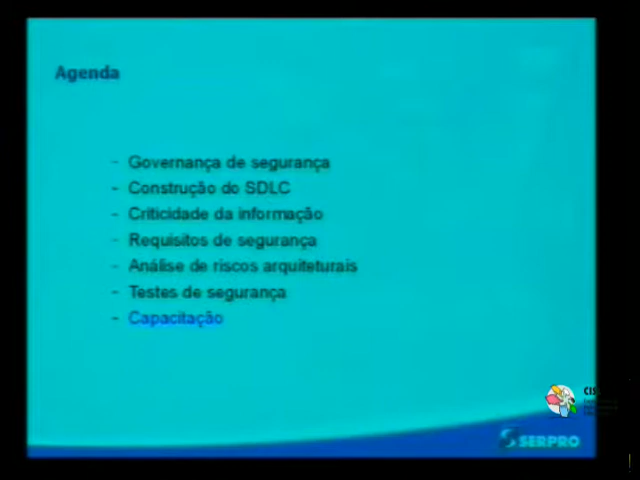 Agenda
- Governança de segurança
- Construção do SDLC
- Criticidade da informação
- Requisitos de segurança
- Análise de riscos arquiteturais
- Testes de segurança
- Capacitação
SERPRO